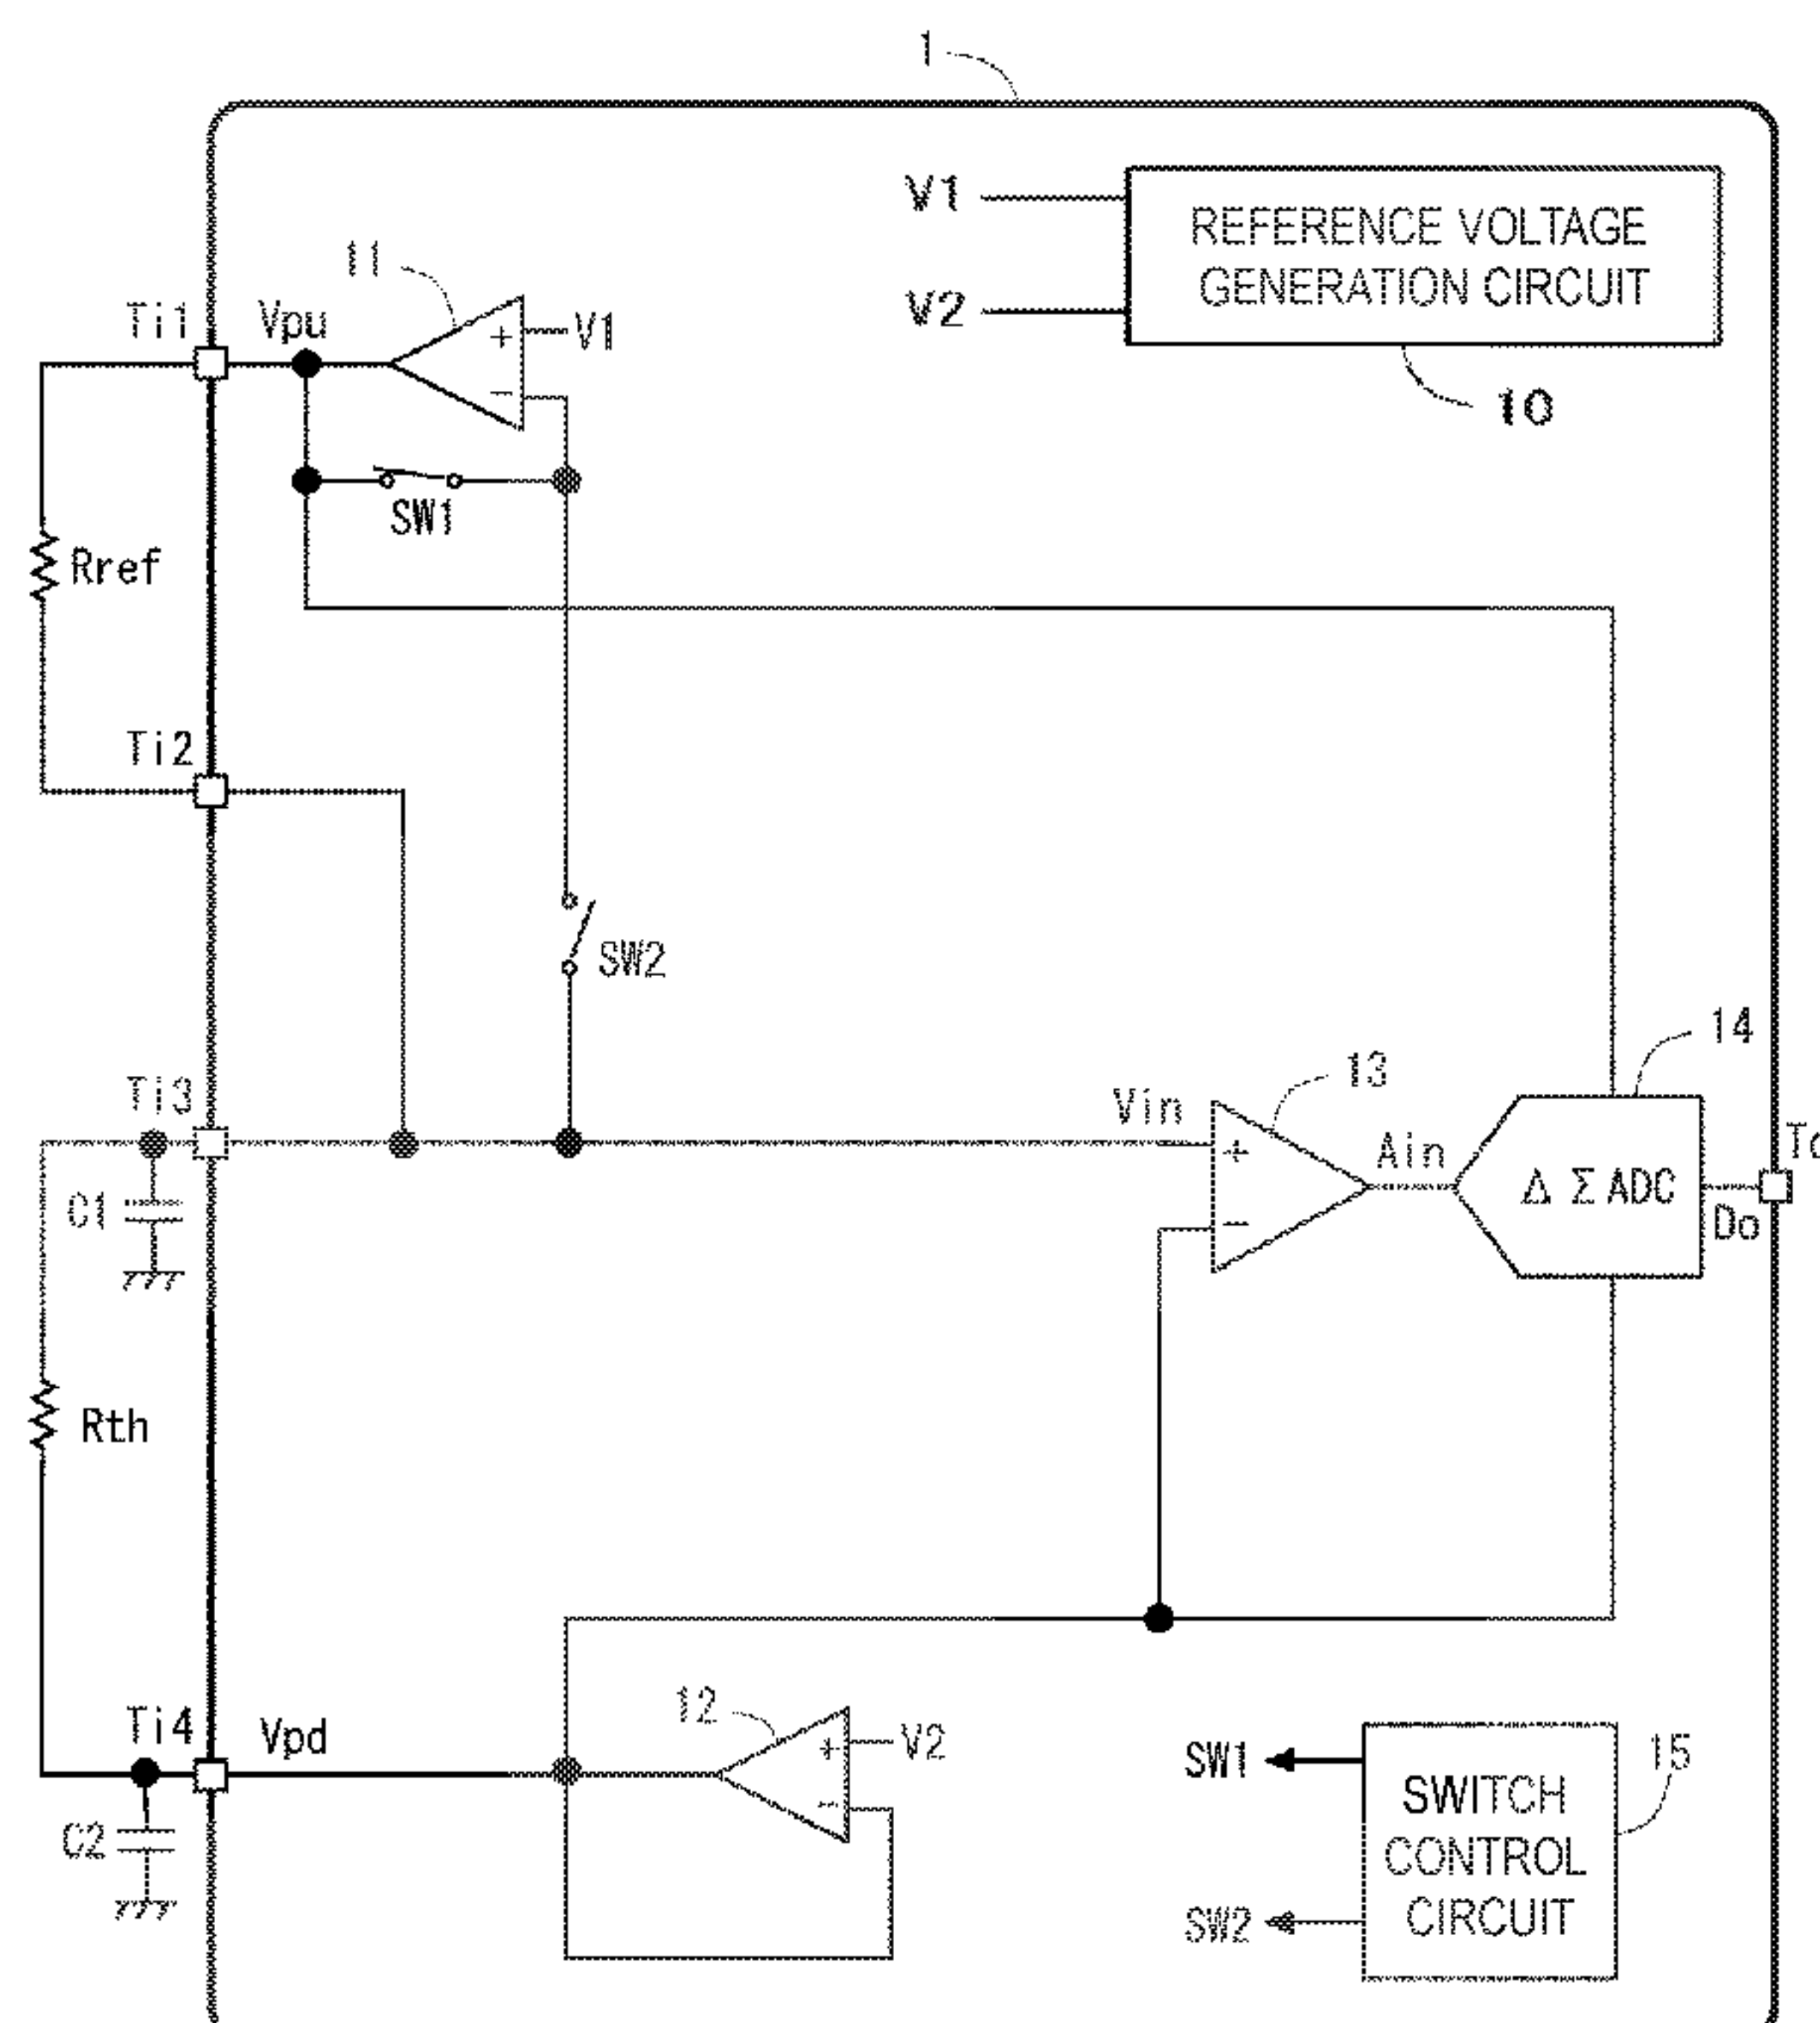 1
V1
REFERENCE VOLTAGE
GENERATION CIRCUIT
V2
10
11
Ti1
Vpu
+
V1
−
SW1
Rref
Ti2
SW2
Ti3
C1
Vin
13
+
−
Ain
14
Δ Σ ADC
Do
Rth
Ti4
Vpd
12
+
V2
−
C2
SW1
SWITCH
CONTROL
CIRCUIT
SW2
15